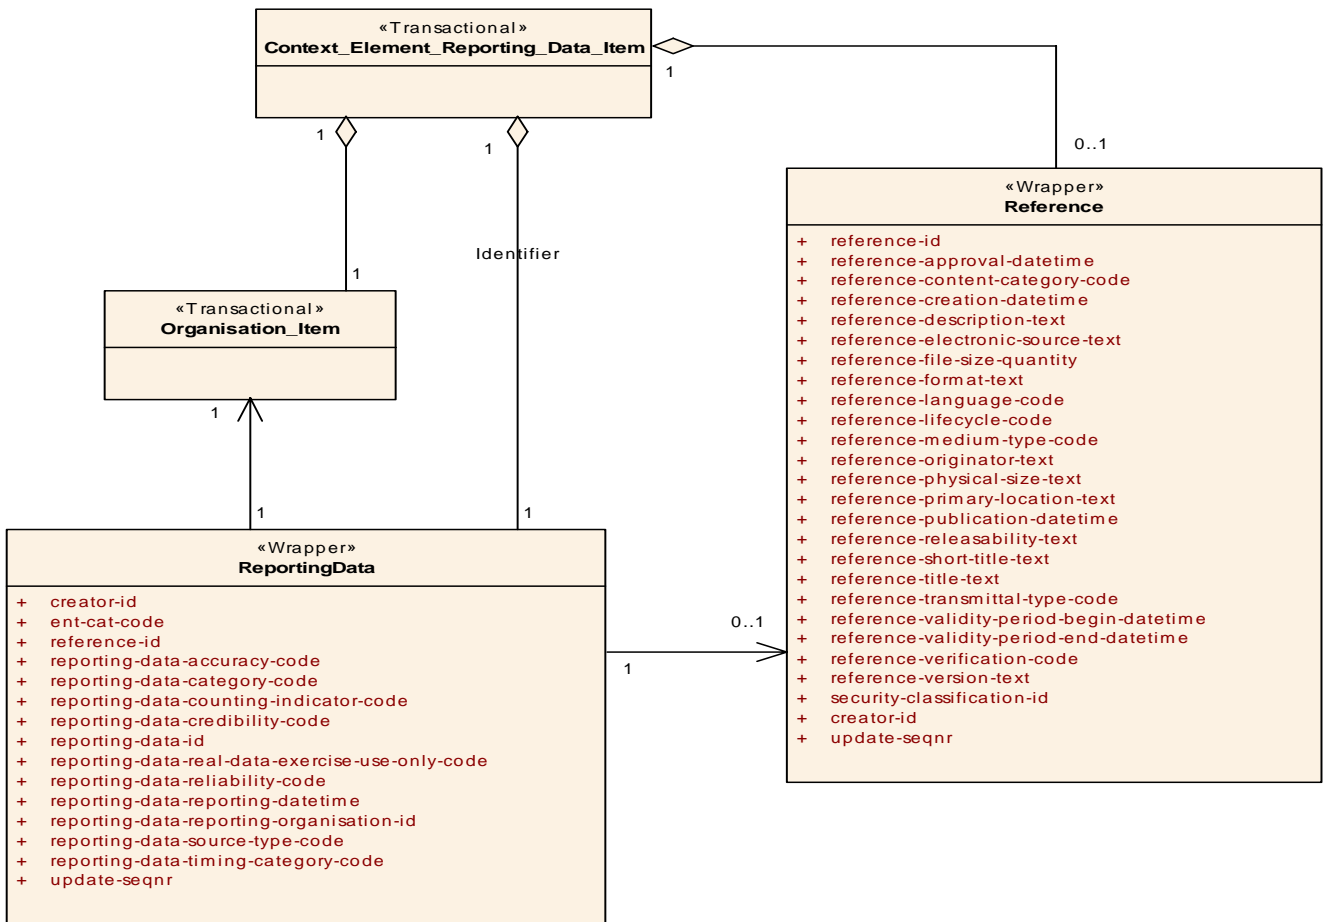 «Transactional»
Context_Element_Reporting_Data_Item
1
1
1
0..1
Identifier
1
«Transactional»
Organisation_Item
1
1
1
«Wrapper»
Reference
+ reference-id
+ reference-approval-datetime
+ reference-content-category-code
+ reference-creation-datetime
+ reference-description-text
+ reference-electronic-source-text
+ reference-file-size-quantity
+ reference-format-text
+ reference-language-code
+ reference-lifecycle-code
+ reference-medium-type-code
+ reference-originator-text
+ reference-physical-size-text
+ reference-primary-location-text
+ reference-publication-datetime
+ reference-releasability-text
+ reference-short-title-text
+ reference-title-text
+ reference-transmittal-type-code
+ reference-validity-period-begin-datetime
+ reference-validity-period-end-datetime
+ reference-verification-code
+ reference-version-text
+ security-classification-id
+ creator-id
+ update-seqnr
«Wrapper»
ReportingData
+ creator-id
+ ent-cat-code
+ reference-id
+ reporting-data-accuracy-code
+ reporting-data-category-code
+ reporting-data-counting-indicator-code
+ reporting-data-credibility-code
+ reporting-data-id
+ reporting-data-real-data-exercise-use-only-code
+ reporting-data-reliability-code
+ reporting-data-reporting-datetime
+ reporting-data-reporting-organisation-id
+ reporting-data-source-type-code
+ reporting-data-timing-category-code
+ update-seqnr
0..1
1